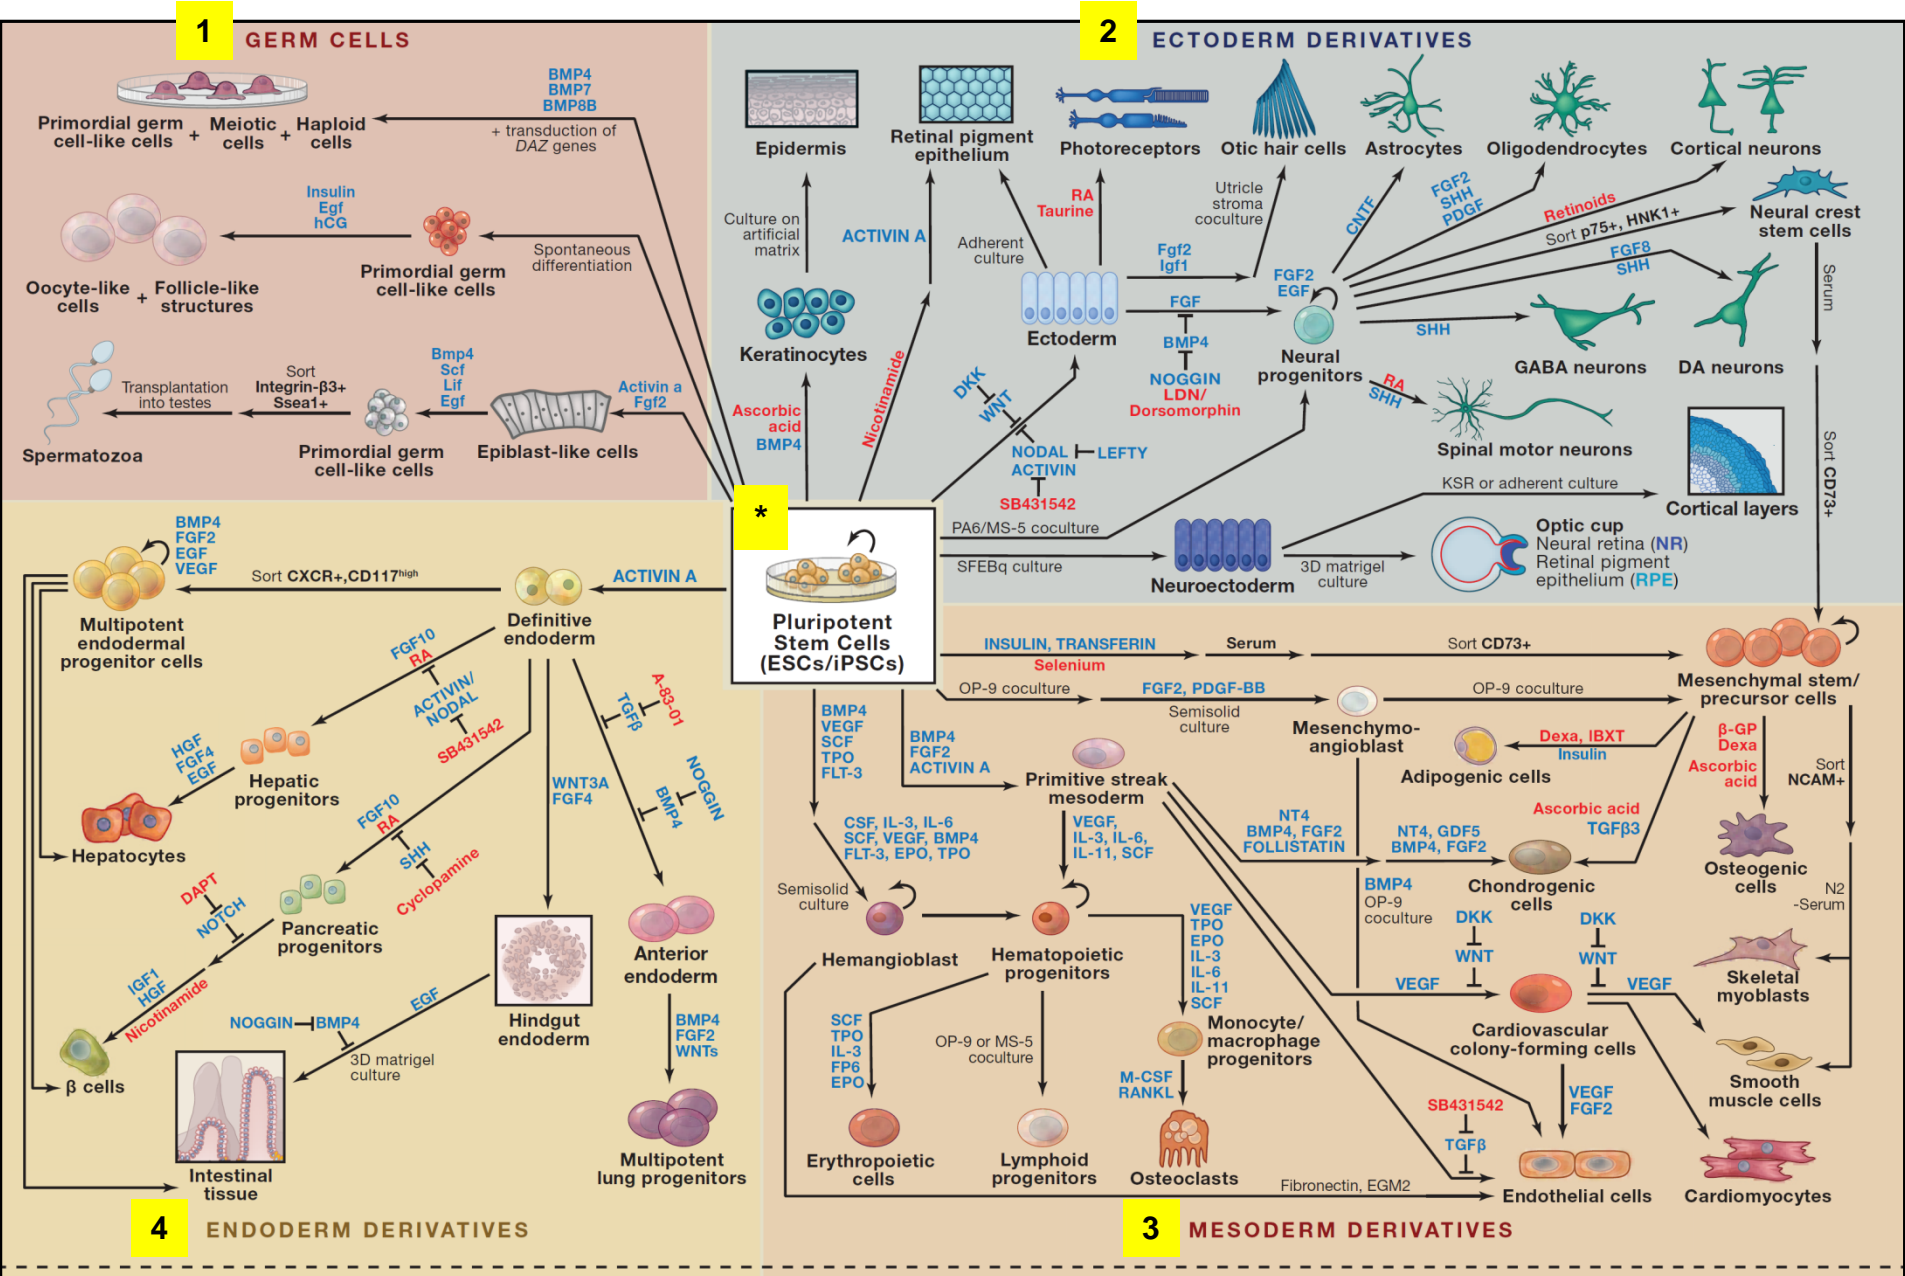 1
GERM CELLS
BMP4
BMP7
BMP8B
+ transduction of
DAZ genes
Primordial germ
cell-like cells
+
Meiotic
cells
+
Haploid
cells
Insulin
Egf
hCG
Spontaneous
differentiation
Primordial germ
cell-like cells
Oocyte-like
cells
+
Follicle-like
structures
Transplantation
into testes
Sort
Integrin-β3+
Ssea1+
Bmp4
Scf
Lif
Egf
Activin a
Fgf2
Spermatozoa
Primordial germ
cell-like cells
Epiblast-like cells
2
ECTODERM DERIVATIVES
Epidermis
Retinal pigment
epithelium
Photoreceptors
Otic hair cells
Astrocytes
Oligodendrocytes
Cortical neurons
Culture on
artificial
matrix
ACTIVIN A
Adherent
culture
RA
Taurine
Utricle
stroma
coculture
CNTF
FGF2
SHH
PDGF
Retinoids
Sort p75+, HNK1+
FGF8
SHH
Neural crest
stem cells
Serum
Fgf2
Igf1
FGF2
EGF
FGF
Keratinocytes
Ectoderm
BMP4
NOGGIN
LDN/
Dorsomorphin
Neural
progenitors
SHH
GABA neurons
DA neurons
RA
SHH
Spinal motor neurons
Ascorbic
acid
BMP4
Nicotinamide
DKK
WNT
NODAL
ACTIVIN
LEFTY
SB431542
Sort CD73+
KSR or adherent culture
Cortical layers
PA6/MS-5 coculture
SFEBq culture
Neuroectoderm
3D matrigel
culture
Optic cup
Neural retina (NR)
Retinal pigment
epithelium (RPE)
*
Pluripotent
Stem Cells
(ESCs/iPSCs)
BMP4
FGF2
EGF
VEGF
Sort CXCR+,CD117high
ACTIVIN A
Multipotent
endodermal
progenitor cells
Definitive
endoderm
FGF10
RA
ACTIVIN/
NODAL
SB431542
TGFβ
A-83-01
HGF
FGF4
EGF
Hepatic
progenitors
Hepatocytes
WNT3A
FGF4
BMP4
NOGGIN
FGF10
RA
SHH
Cyclopamine
DAPT
NOTCH
Pancreatic
progenitors
IGF1
HGF
Nicotinamide
β cells
Anterior
endoderm
Hindgut
endoderm
EGF
NOGGIN
BMP4
3D matrigel
culture
BMP4
FGF2
WNTs
Intestinal
tissue
Multipotent
lung progenitors
4
ENDODERM DERIVATIVES
INSULIN, TRANSFERIN
Selenium
Serum
Sort CD73+
Mesenchymal stem/
precursor cells
OP-9 coculture
FGF2, PDGF-BB
Semisolid
culture
OP-9 coculture
Mesenchymo-
angioblast
BMP4
VEGF
SCF
TPO
FLT-3
BMP4
FGF2
ACTIVIN A
Primitive streak
mesoderm
Dexa, IBXT
Insulin
Adipogenic cells
β-GP
Dexa
Ascorbic
acid
Sort
NCAM+
Ascorbic acid
TGFβ3
Osteogenic
cells
CSF, IL-3, IL-6
SCF, VEGF, BMP4
FLT-3, EPO, TPO
VEGF,
IL-3, IL-6,
IL-11, SCF
NT4
BMP4, FGF2
FOLLISTATIN
NT4, GDF5
BMP4, FGF2
Chondrogenic
cells
N2
-Serum
Semisolid
culture
BMP4
OP-9
coculture
Hemangioblast
Hematopoietic
progenitors
VEGF
TPO
EPO
IL-3
IL-6
IL-11
SCF
DKK
WNT
DKK
WNT
VEGF
VEGF
Skeletal
myoblasts
Cardiovascular
colony-forming cells
SCF
TPO
IL-3
FP6
EPO
OP-9 or MS-5
coculture
Monocyte/
macrophage
progenitors
M-CSF
RANKL
VEGF
FGF2
Smooth
muscle cells
SB431542
TGFβ
Erythropoietic
cells
Lymphoid
progenitors
Osteoclasts
Fibronectin, EGM2
Endothelial cells
Cardiomyocytes
3
MESODERM DERIVATIVES